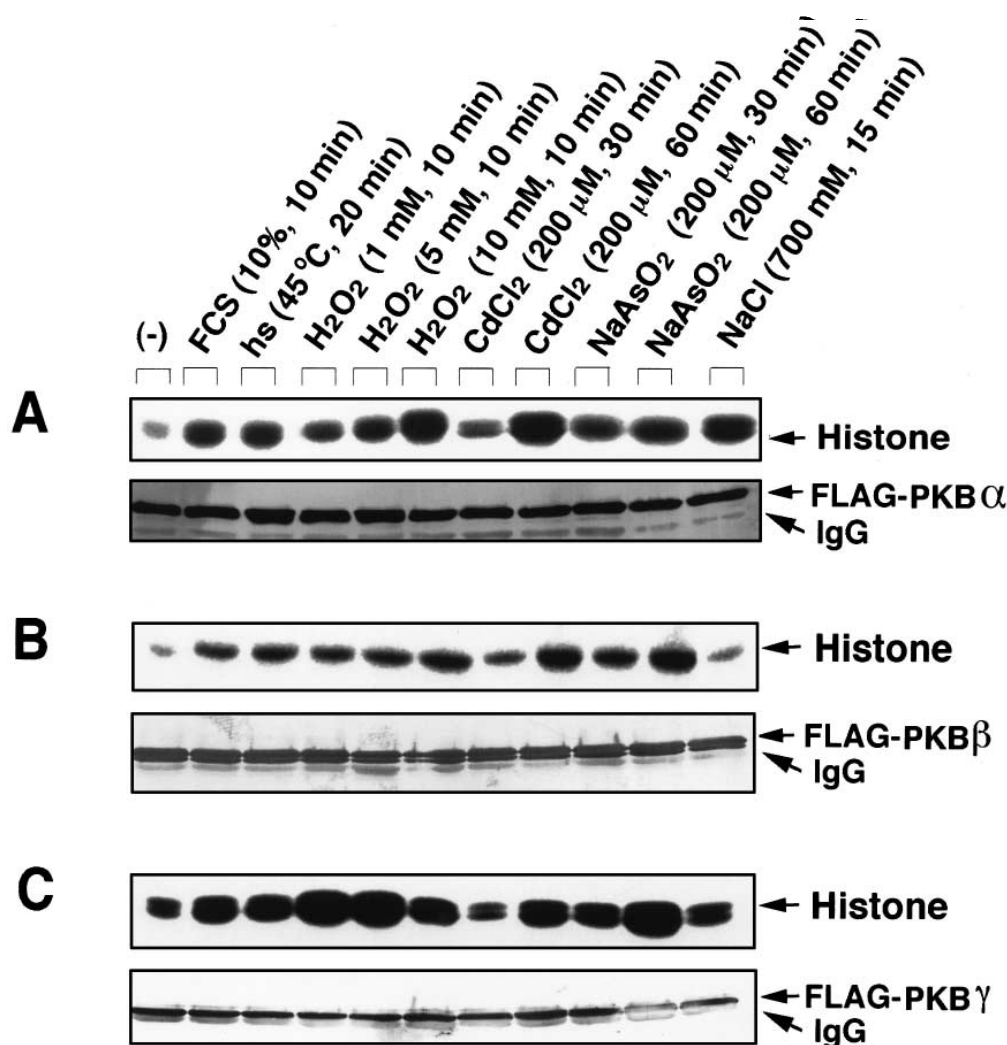 (-)
FCS (10%, 10 min)
hs (45 °C, 20 min)
H2O2 (1 mM, 10 min)
H2O2 (5 mM, 10 min)
H2O2 (10 mM, 10 min)
CdCl2 (200 μM, 30 min)
CdCl2 (200 μM, 60 min)
NaAsO2 (200 μM, 30 min)
NaAsO2 (200 μM, 60 min)
NaCl (700 mM, 15 min)
A
Histone
FLAG-PKBα
IgG
B
Histone
FLAG-PKBβ
IgG
C
Histone
FLAG-PKBγ
IgG